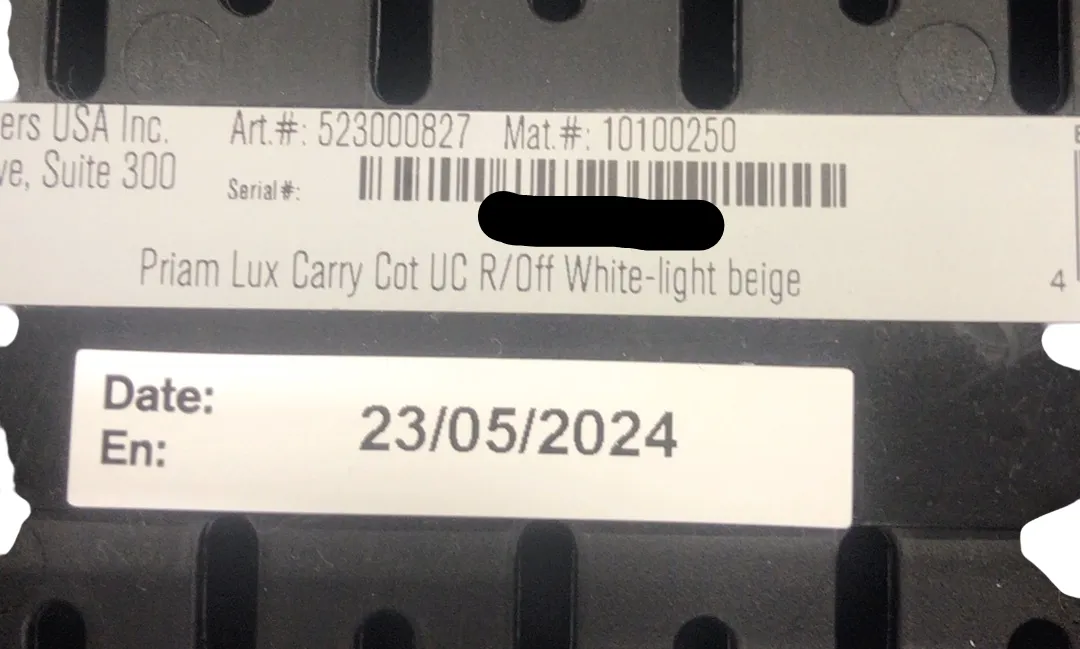 ers USA Inc. Art.#: 523000827 Mat.#: 10100250
ve, Suite 300 Serial#:
Priam Lux Carry Cot UC R/Off White-light beige
4
Date: 23/05/2024
En: